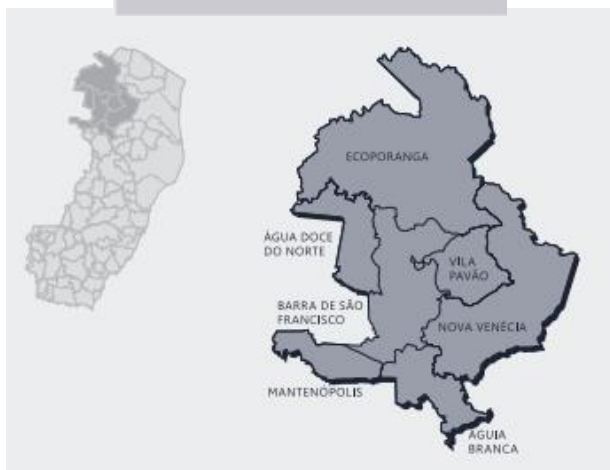 ECOPORANGA
ÁGUA DOCE
DO NORTE
VILA
PAVÃO
BARRA DE SÃO
FRANCISCO
NOVA VENÉCIA
MANTENÓPOLIS
ÁGUIA
BRANCA